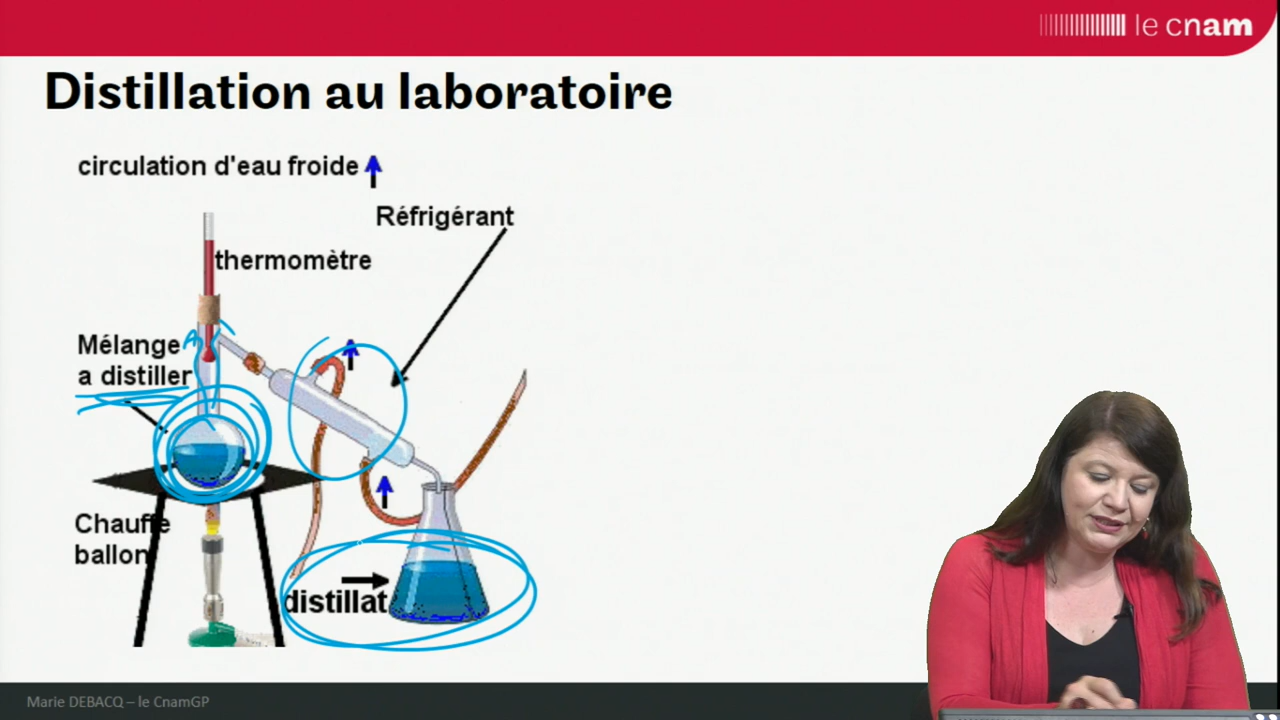 le cnam
Distillation au laboratoire
circulation d'eau froide
Réfrigérant
thermomètre
Mélange
a distiller
Chauffe
ballon
distillat
Marie DEBACQ – le CnamGP